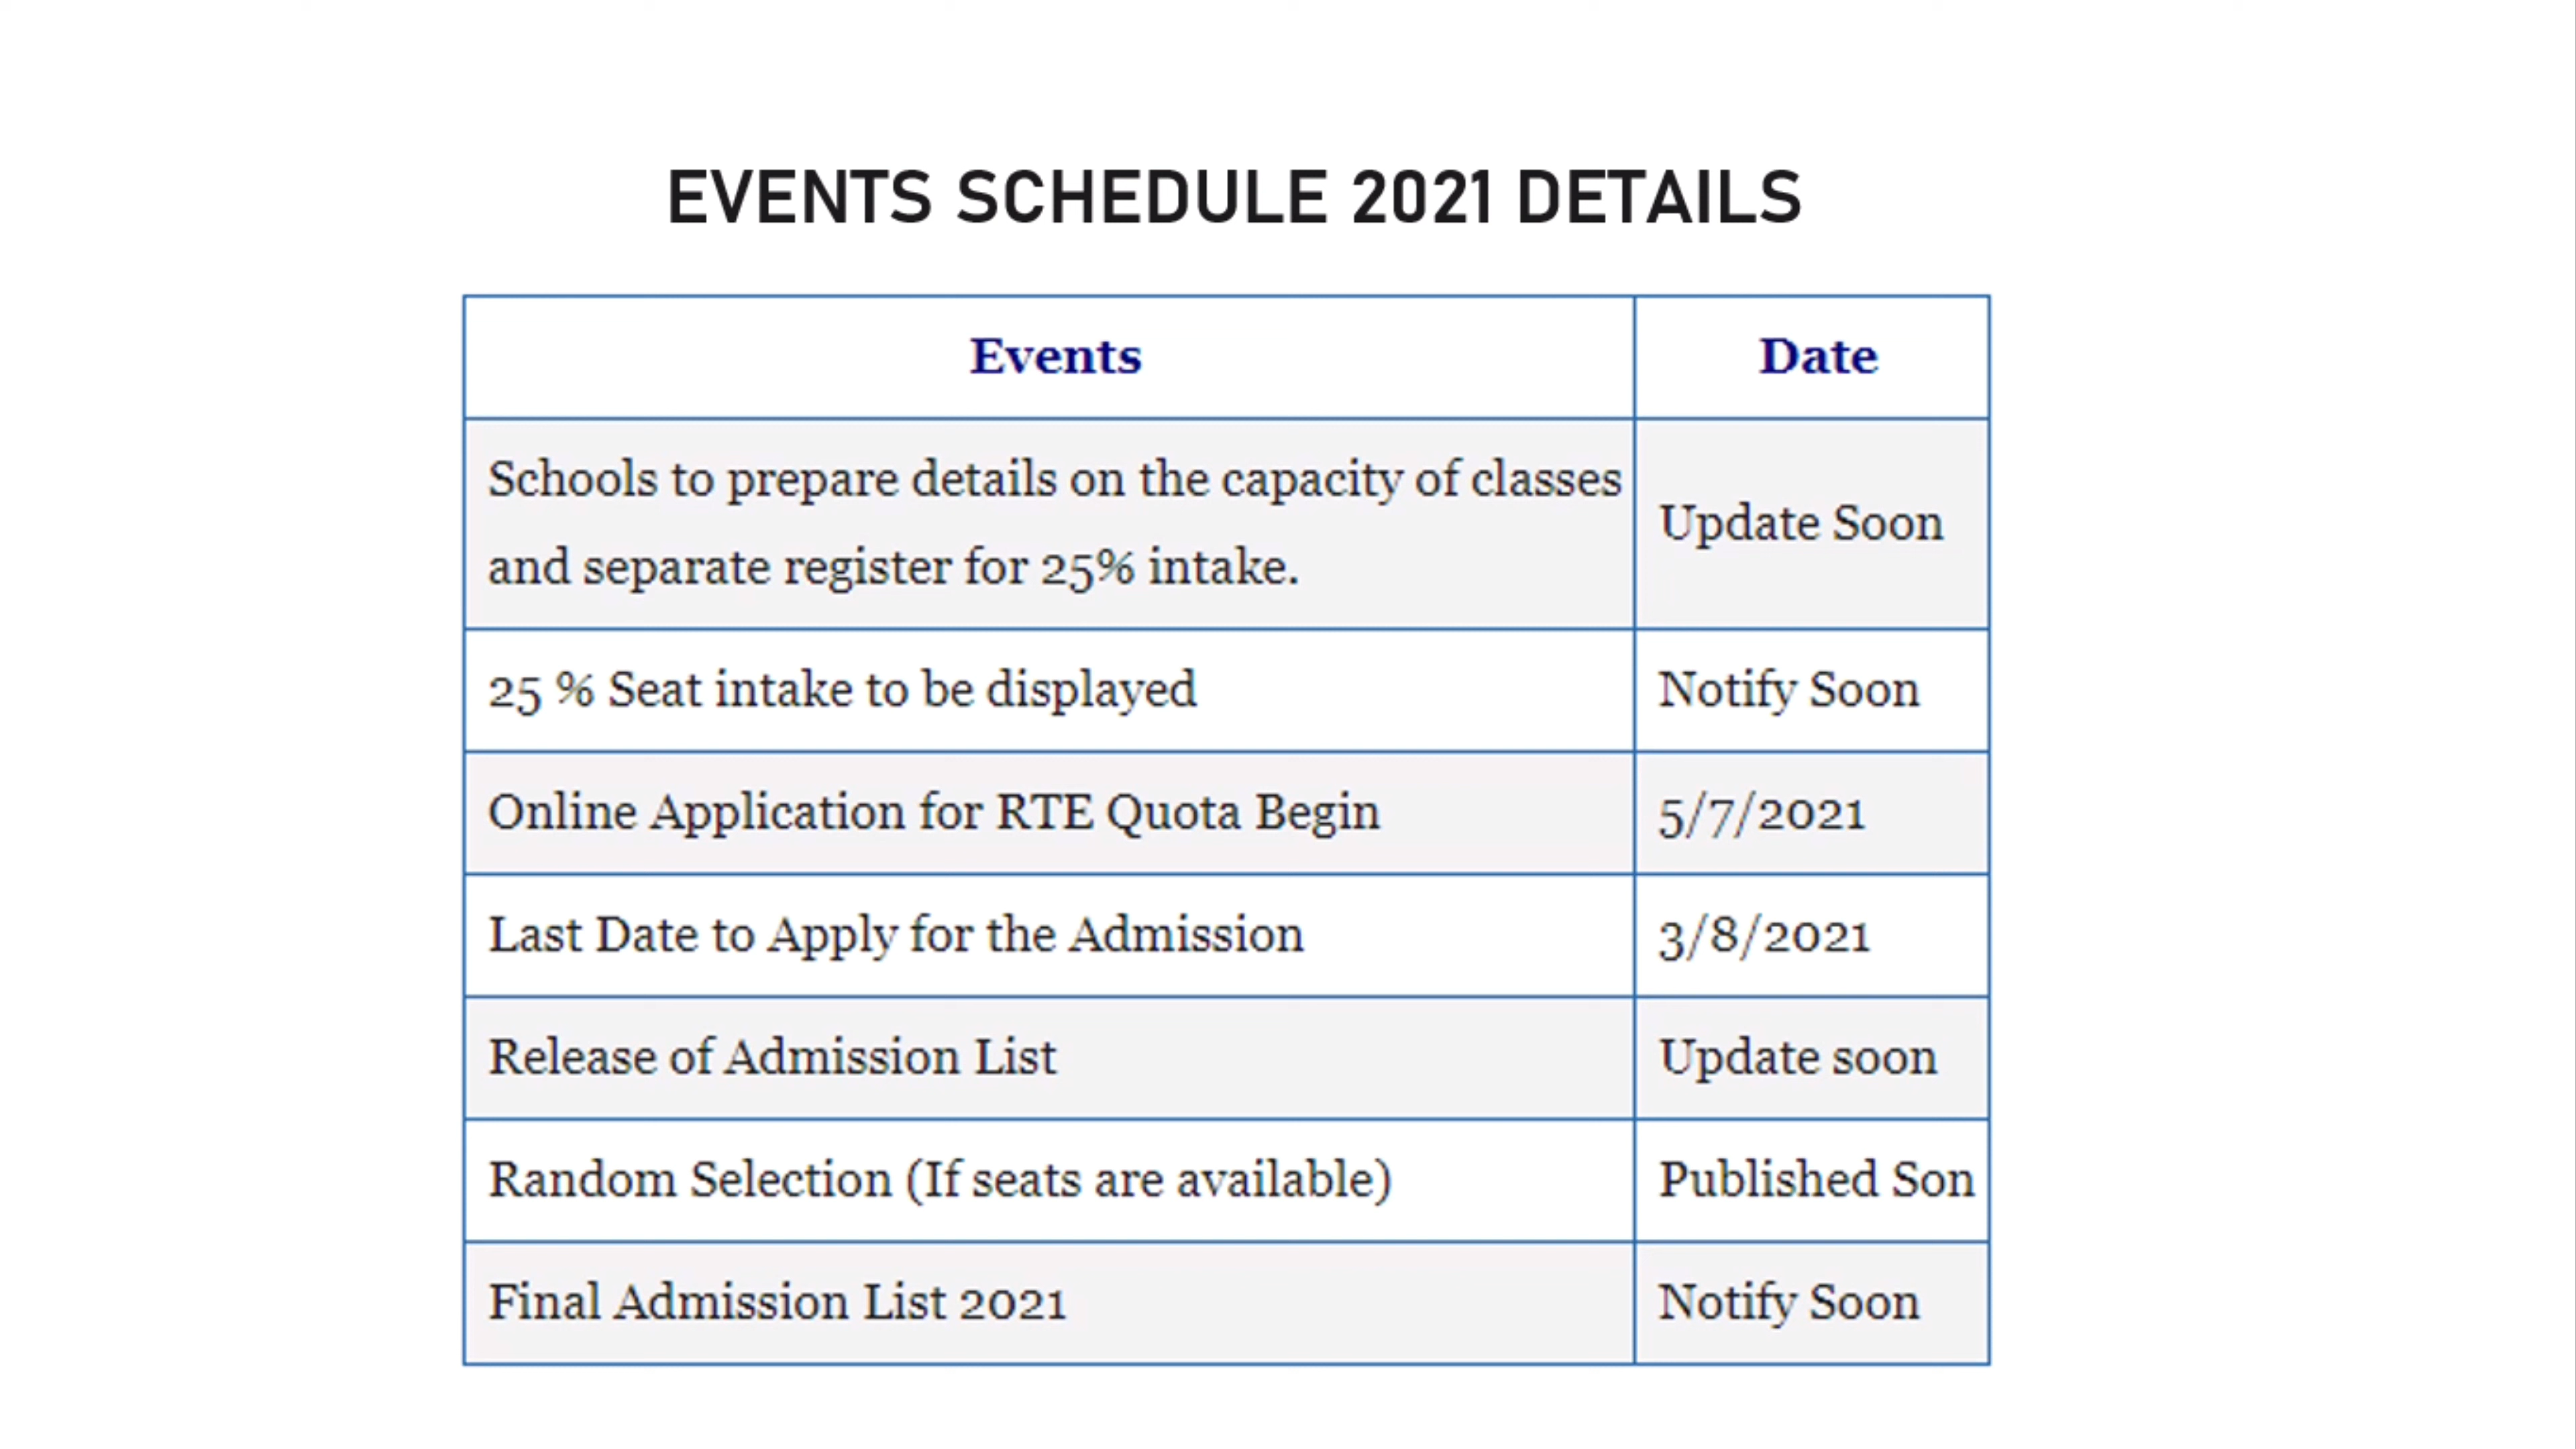 EVENTS SCHEDULE 2021 DETAILS
Events Date
Schools to prepare details on the capacity of classes
and separate register for 25% intake.
Update Soon
25 % Seat intake to be displayed Notify Soon
Online Application for RTE Quota Begin 5/7/2021
Last Date to Apply for the Admission 3/8/2021
Release of Admission List Update soon
Random Selection (If seats are available) Published Son
Final Admission List 2021 Notify Soon